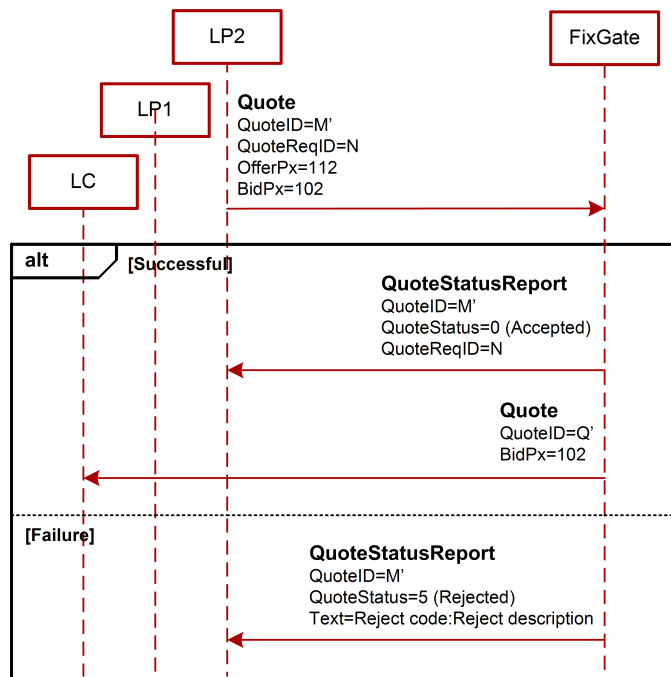 LP2
FixGate
LP1
LC
Quote
QuoteID=M’
QuoteReqID=N
OfferPx=112
BidPx=102
alt
[Successful]
QuoteStatusReport
QuoteID=M’
QuoteStatus=0 (Accepted)
QuoteReqID=N
Quote
QuoteID=Q’
BidPx=102
[Failure]
QuoteStatusReport
QuoteID=M’
QuoteStatus=5 (Rejected)
Text=Reject code:Reject description